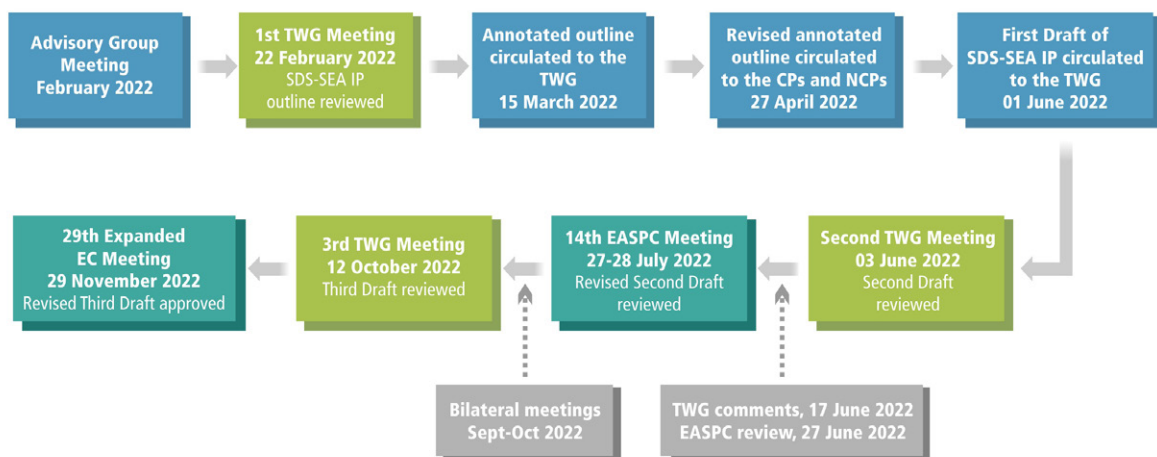 Advisory Group
Meeting
February 2022
1st TWG Meeting
22 February 2022
SDS-SEA IP
outline reviewed
Annotated outline
circulated to the
TWG
15 March 2022
Revised annotated
outline circulated
to the CPs and NCPs
27 April 2022
First Draft of
SDS-SEA IP circulated
to the TWG
01 June 2022
Second TWG Meeting
03 June 2022
Second Draft
reviewed
14th EASPC Meeting
27-28 July 2022
Revised Second Draft
reviewed
3rd TWG Meeting
12 October 2022
Third Draft reviewed
29th Expanded
EC Meeting
29 November 2022
Revised Third Draft approved
Bilateral meetings
Sept-Oct 2022
TWG comments, 17 June 2022
EASPC review, 27 June 2022